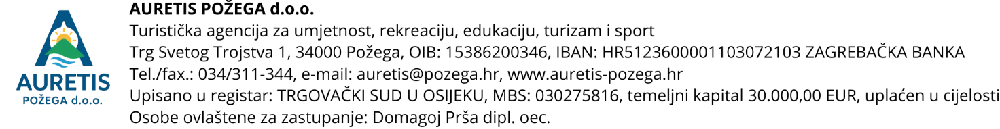 AURETIS
POŽEGA d.o.o.
AURETIS POŽEGA d.o.o.
Turistička agencija za umjetnost, rekreaciju, edukaciju, turizam i sport
Trg Svetog Trojstva 1, 34000 Požega, OIB: 15386200346, IBAN: HR5123600001103072103 ZAGREBAČKA BANKA
Tel./fax.: 034/311-344, e-mail: auretis@pozega.hr, www.auretis-pozega.hr
Upisano u registar: TRGOVAČKI SUD U OSIJEKU, MBS: 030275816, temeljni kapital 30.000,00 EUR, uplaćen u cijelosti
Osobe ovlaštene za zastupanje: Domagoj Prša dipl. oec.